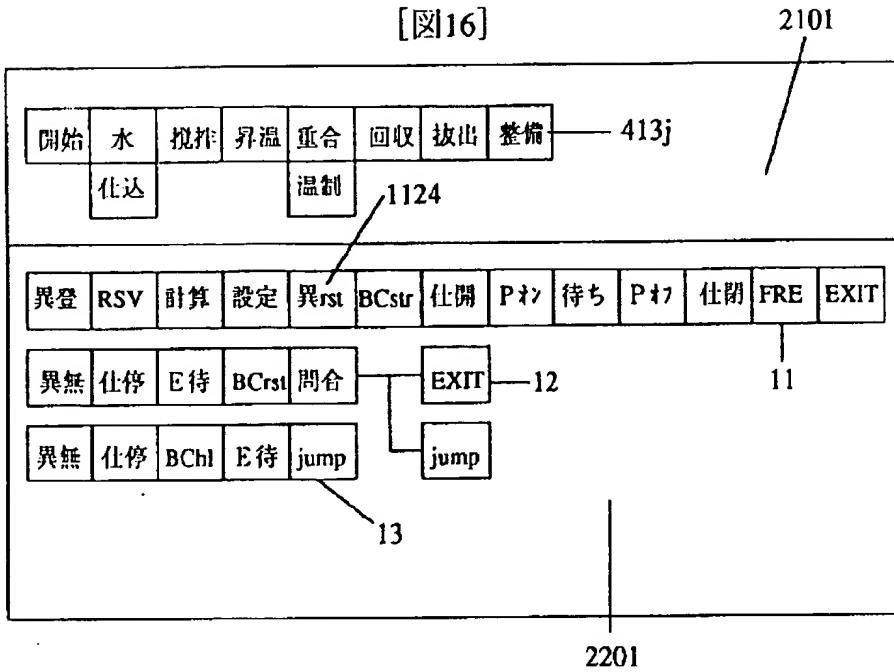 [図16]
2101
開始 水 撹拌 昇温 重合 回収 抜出 整備 413j
仕込 温制
1124
異登 RSV 計算 設定 異rst BCstr 仕開 Pオン 待ち Pオフ 仕閉 FRE EXIT
11
異無 仕停 E待 BCrst 問合 EXIT 12
異無 仕停 BChl E待 jump jump
13
2201